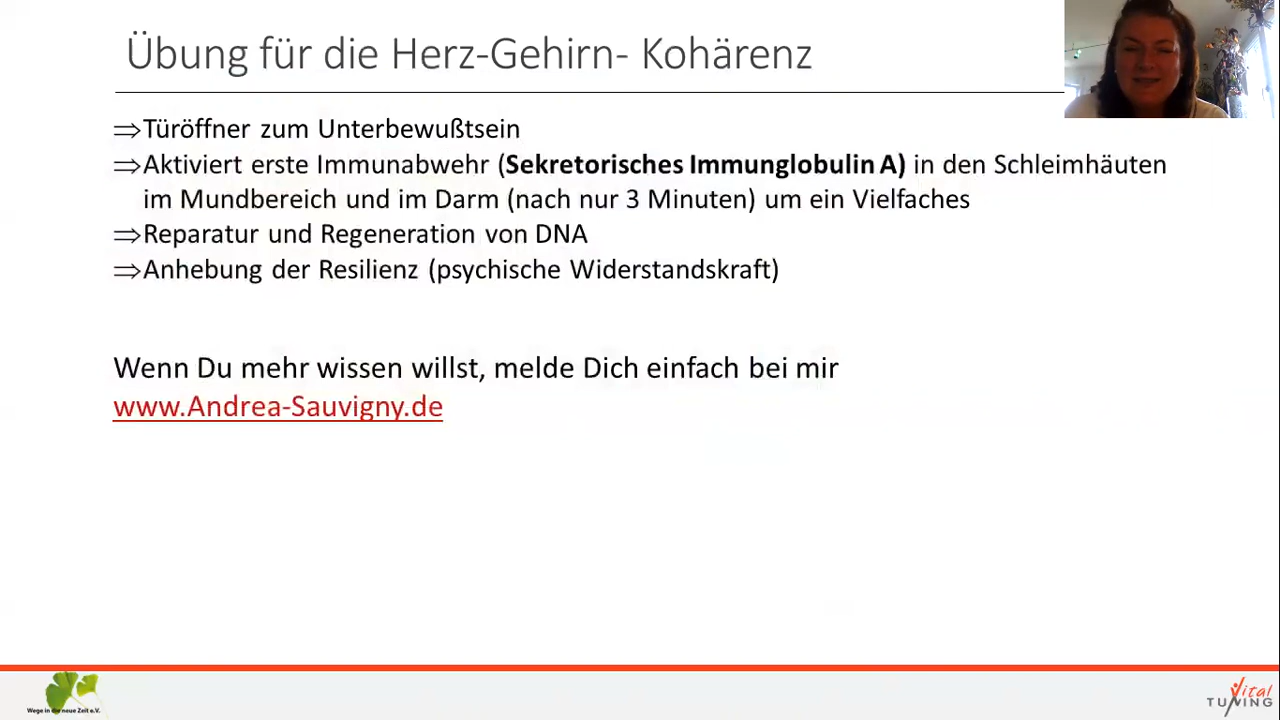 Übung für die Herz-Gehirn- Kohärenz
⇒Türöffner zum Unterbewußtsein
⇒Aktiviert erste Immunabwehr (Sekretorisches Immunglobulin A) in den Schleimhäuten
im Mundbereich und im Darm (nach nur 3 Minuten) um ein Vielfaches
⇒Reparatur und Regeneration von DNA
⇒Anhebung der Resilienz (psychische Widerstandskraft)
Wenn Du mehr wissen willst, melde Dich einfach bei mir
www.Andrea-Sauvigny.de
Wege in die neue Zeit e.V.
Vital
TUNING